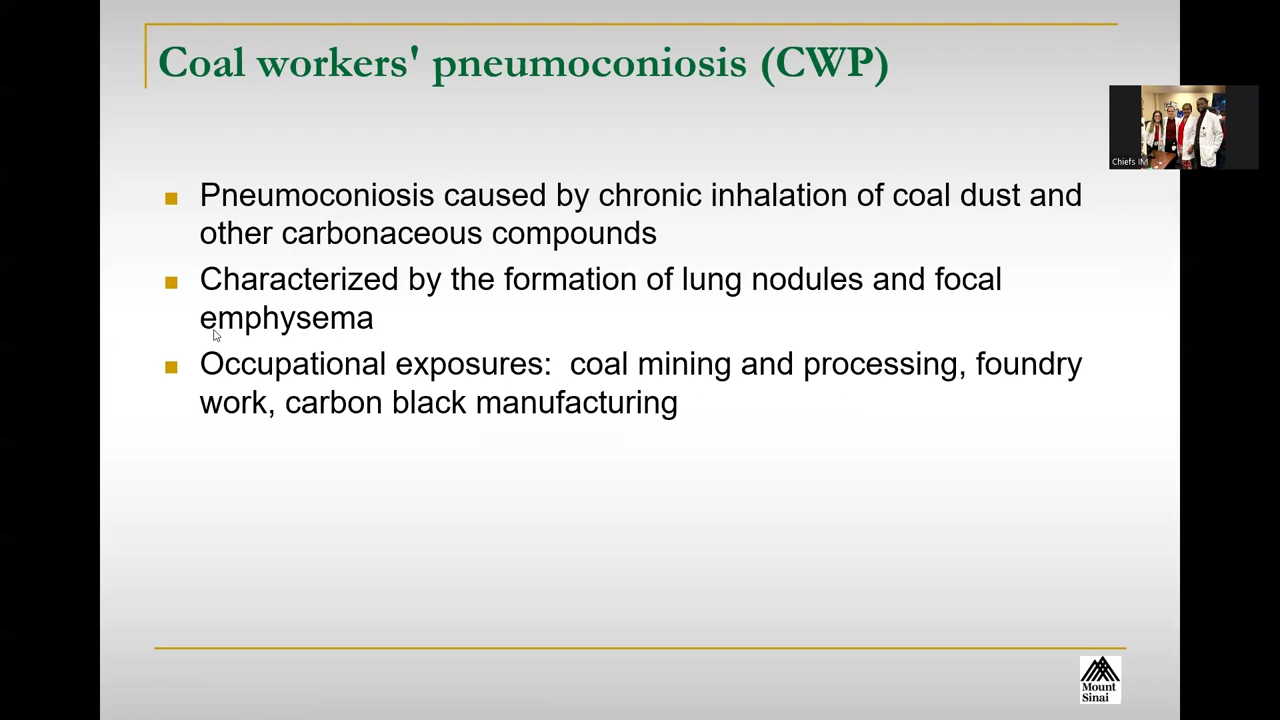 Coal workers' pneumoconiosis (CWP)
Chiefs IM
Pneumoconiosis caused by chronic inhalation of coal dust and
other carbonaceous compounds
Characterized by the formation of lung nodules and focal
emphysema
Occupational exposures:  coal mining and processing, foundry
work, carbon black manufacturing
Mount
Sinai